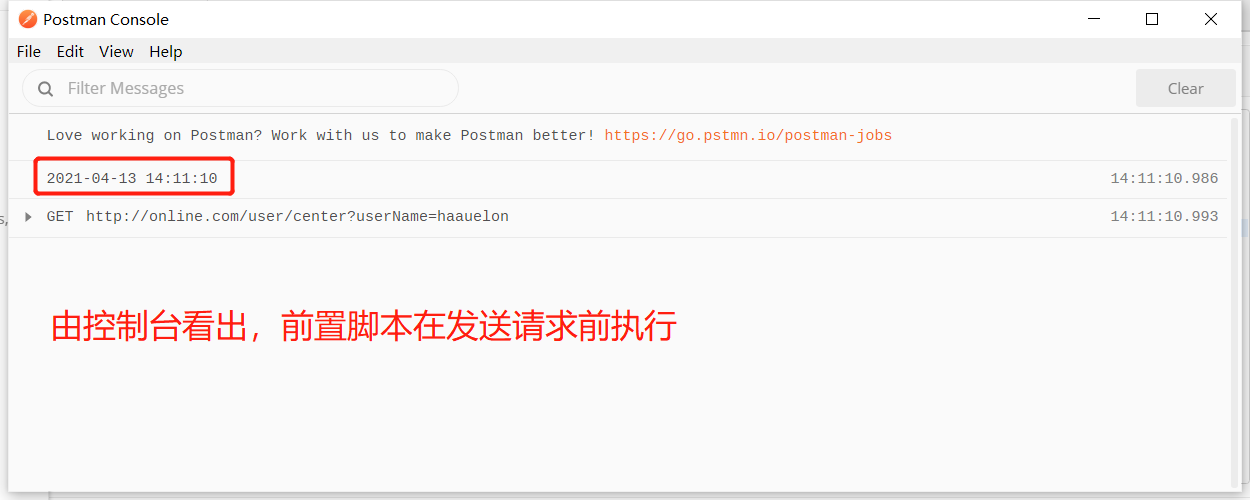 Postman Console
File Edit View Help
Filter Messages
Clear
Love working on Postman? Work with us to make Postman better! https://go.pstmn.io/postman-jobs
2021-04-13 14:11:10 14:11:10.986
GET http://online.com/user/center?userName=haauelon 14:11:10.993
由控制台看出，前置脚本在发送请求前执行